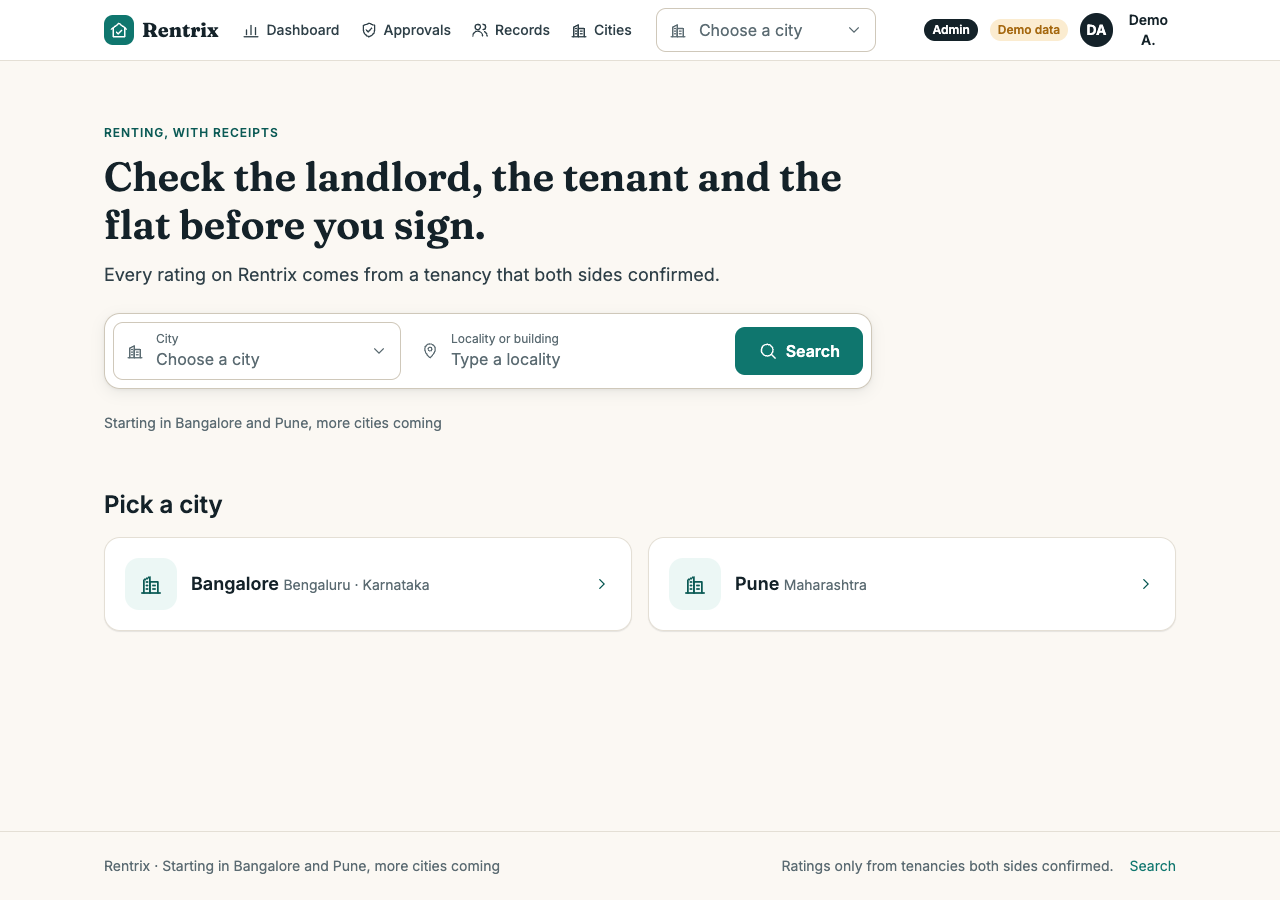 Rentrix
Dashboard
Approvals
Records
Cities
Choose a city
Admin
Demo data
DA
Demo
A.
RENTING, WITH RECEIPTS
Check the landlord, the tenant and the
flat before you sign.
Every rating on Rentrix comes from a tenancy that both sides confirmed.
City
Choose a city
Locality or building
Type a locality
Search
Starting in Bangalore and Pune, more cities coming
Pick a city
Bangalore Bengaluru · Karnataka
Pune Maharashtra
Rentrix · Starting in Bangalore and Pune, more cities coming
Ratings only from tenancies both sides confirmed.
Search